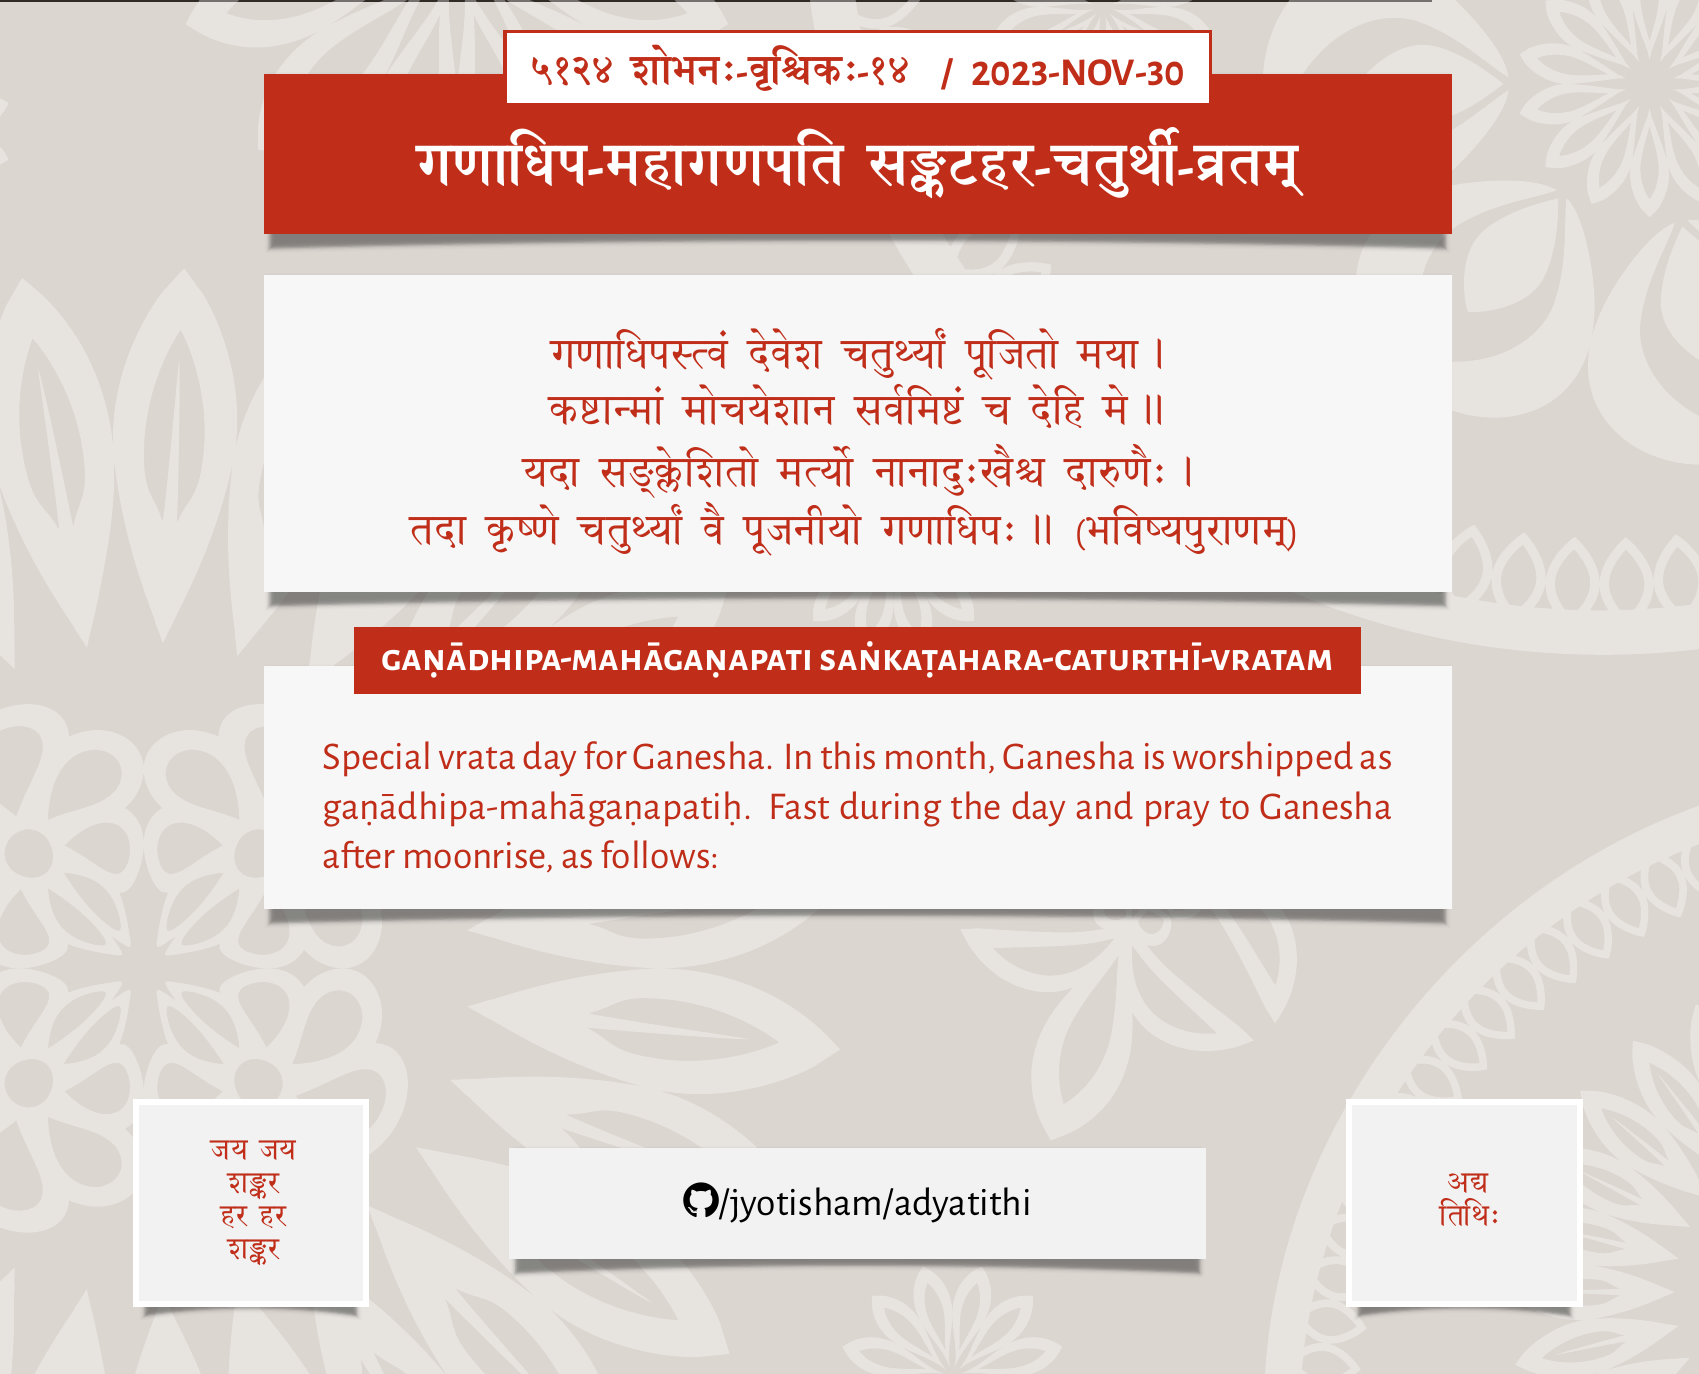 ५१२४ शोभनः-वृश्चिकः-१४ / 2023-NOV-30
गणाधिप-महागणपति सङ्कटहर-चतुर्थी-व्रतम्
गणाधिपस्त्वं देवेश चतुर्थ्यां पूजितो मया ।
कष्टान्मां मोचयेशान सर्वमिष्टं च देहि मे ॥
यदा सङ्क्लेशितो मर्त्यो नानादुःखैश्च दारुणैः ।
तदा कृष्णे चतुर्थ्यां वै पूजनीयो गणाधिपः ॥ (भविष्यपुराणम्)
GAṆĀDHIPA-MAHĀGAṆAPATI SAṄKAṬAHARA-CATURTHĪ-VRATAM
Special vrata day for Ganesha. In this month, Ganesha is worshipped as
gaṇādhipa-mahāgaṇapatiḥ. Fast during the day and pray to Ganesha
after moonrise, as follows:
जय जय
शङ्कर
हर हर
शङ्कर
/jyotisham/adyatithi
अद्य
तिथिः